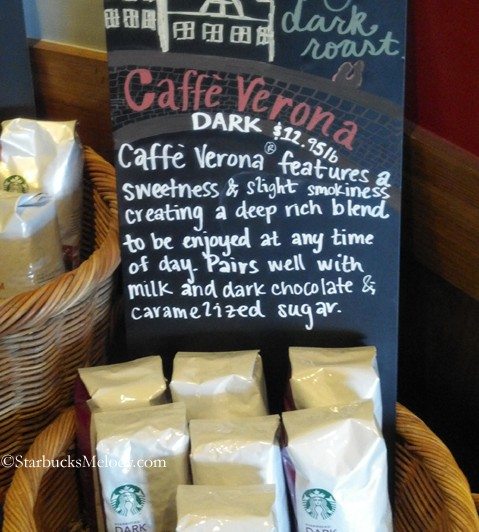 dark
roast
Caffè Verona
DARK $12.95lb
Caffè Verona® features a
sweetness & slight smokiness
creating a deep rich blend
to be enjoyed at any time
of day. Pairs well with
milk and dark chocolate &
caramelized sugar.
©StarbucksMelody.com
DARK
DARK